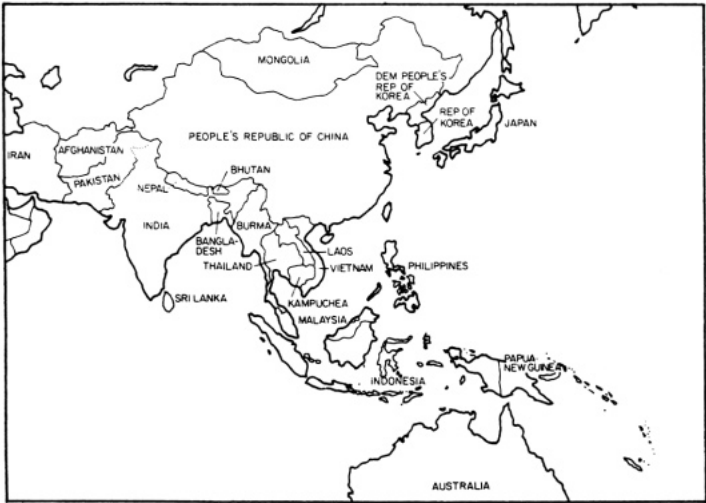 MONGOLIA
DEM PEOPLE'S
REP OF
KOREA
REP OF
KOREA
JAPAN
PEOPLE'S REPUBLIC OF CHINA
IRAN
AFGHANISTAN
PAKISTAN
NEPAL
BHUTAN
INDIA
BURMA
BANGLA-
DESH
LAOS
THAILAND
VIETNAM
PHILIPPINES
SRI LANKA
KAMPUCHEA
MALAYSIA
PAPUA
NEW GUINEA
INDONESIA
AUSTRALIA